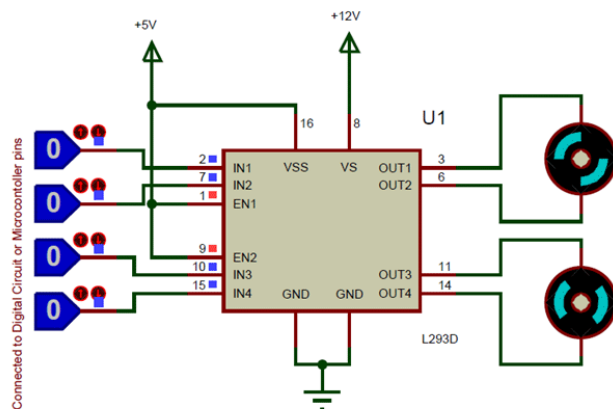 +5V
+12V
U1
16
8
0
2
IN1
VSS
VS
OUT1
3
0
7
IN2
OUT2
6
1
EN1
0
9
EN2
10
IN3
OUT3
11
0
15
IN4
GND
GND
OUT4
14
L293D
Connected to Digital Circuit or Microcontoller pins